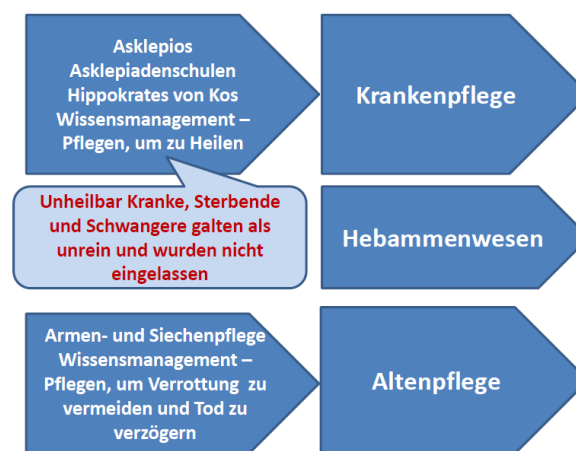 Asklepios
Asklepiadenschulen
Hippokrates von Kos
Wissensmanagement –
Pflegen, um zu Heilen
Krankenpflege
Unheilbar Kranke, Sterbende
und Schwangere galten als
unrein und wurden nicht
eingelassen
Hebammenwesen
Armen- und Siechenpflege
Wissensmanagement –
Pflegen, um Verrottung zu
vermeiden und Tod zu
verzögern
Altenpflege